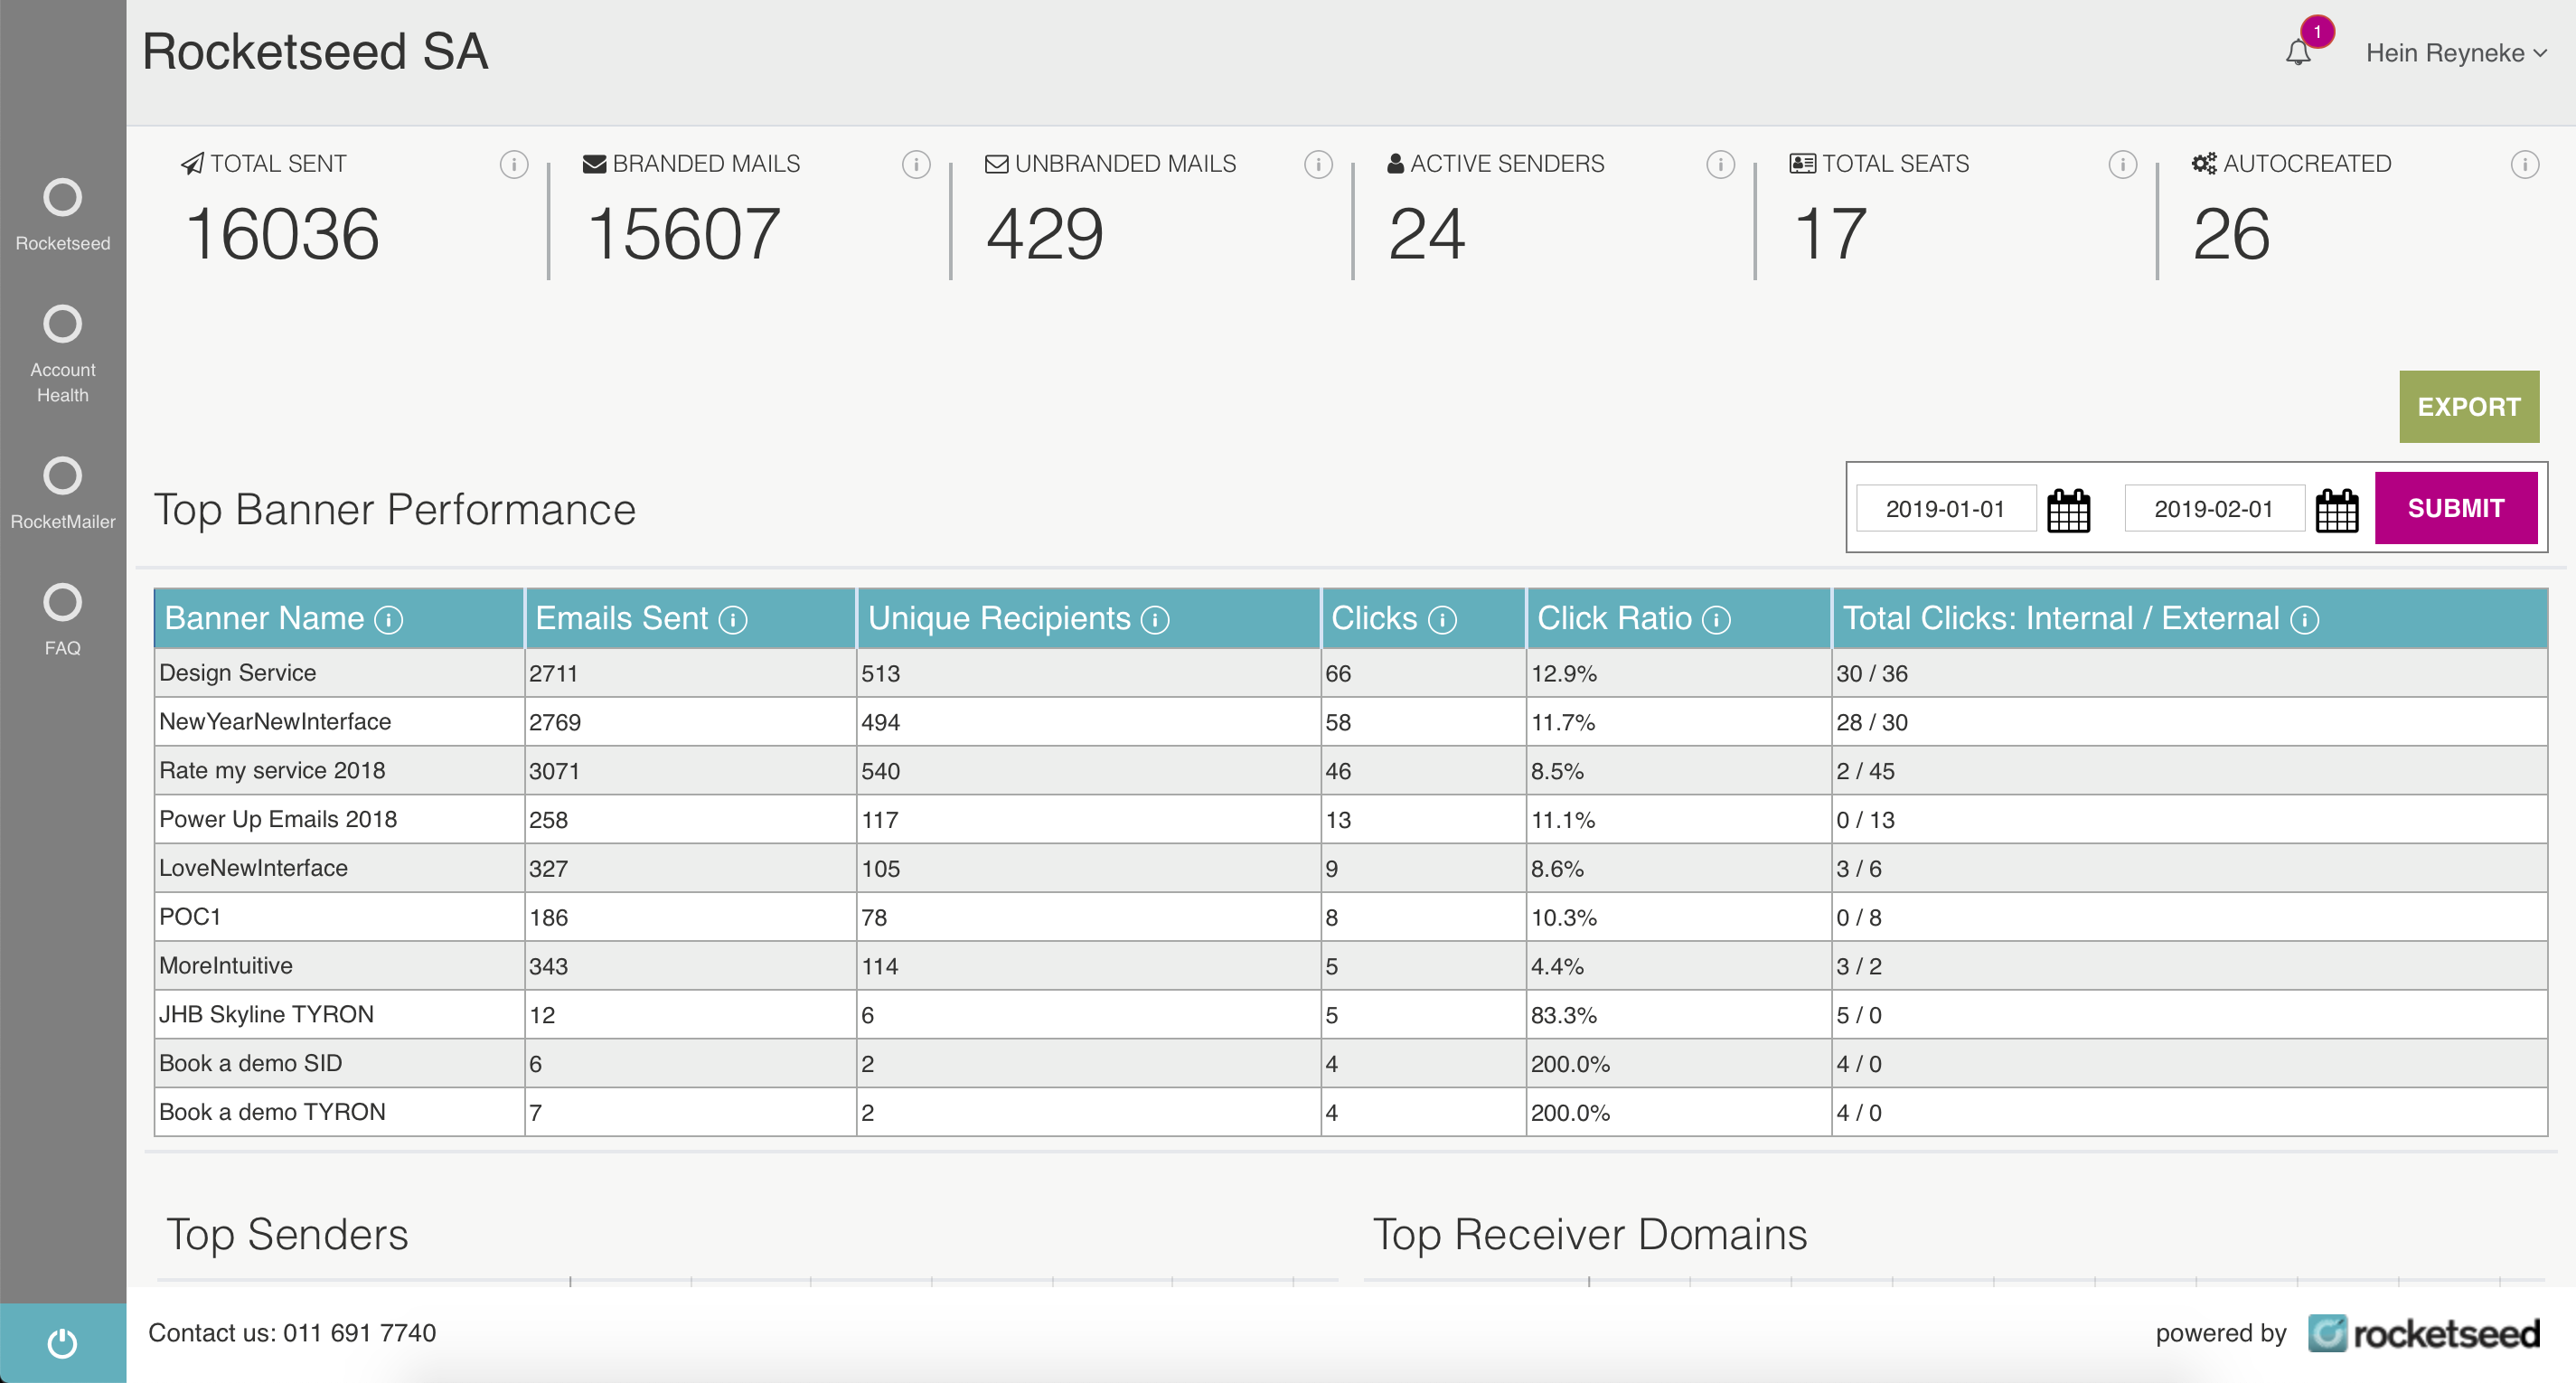 Rocketseed SA
1
Hein Reyneke
Rocketseed
Account
Health
RocketMailer
FAQ
TOTAL SENT
16036
BRANDED MAILS
15607
UNBRANDED MAILS
429
ACTIVE SENDERS
24
TOTAL SEATS
17
AUTOCREATED
26
EXPORT
Top Banner Performance
2019-01-01 2019-02-01 SUBMIT
Banner Name Emails Sent Unique Recipients Clicks Click Ratio Total Clicks: Internal / External
Design Service 2711 513 66 12.9% 30 / 36
NewYearNewInterface 2769 494 58 11.7% 28 / 30
Rate my service 2018 3071 540 46 8.5% 2 / 45
Power Up Emails 2018 258 117 13 11.1% 0 / 13
LoveNewInterface 327 105 9 8.6% 3 / 6
POC1 186 78 8 10.3% 0 / 8
MoreIntuitive 343 114 5 4.4% 3 / 2
JHB Skyline TYRON 12 6 5 83.3% 5 / 0
Book a demo SID 6 2 4 200.0% 4 / 0
Book a demo TYRON 7 2 4 200.0% 4 / 0
Top Senders
Top Receiver Domains
Contact us: 011 691 7740
powered by rocketseed